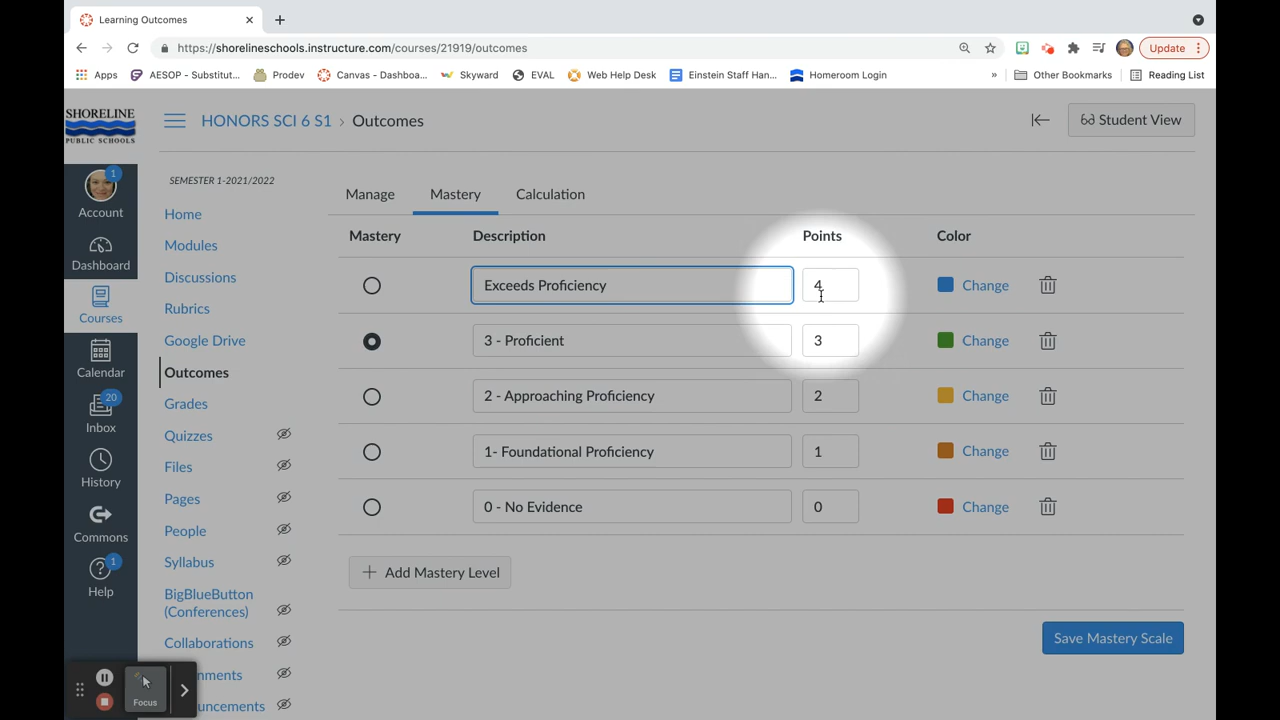 Learning Outcomes
https://shorelineschools.instructure.com/courses/21919/outcomes
Update
Apps
AESOP - Substitut...
Prodev
Canvas - Dashboa...
Skyward
EVAL
Web Help Desk
Einstein Staff Han...
Homeroom Login
»
Other Bookmarks
Reading List
SHORELINE
PUBLIC SCHOOLS
HONORS SCI 6 S1 › Outcomes
Student View
1
Account
Dashboard
Courses
Calendar
20
Inbox
History
Commons
1
Help
SEMESTER 1-2021/2022
Home
Modules
Discussions
Rubrics
Google Drive
Outcomes
Grades
Quizzes
Files
Pages
People
Syllabus
BigBlueButton
(Conferences)
Collaborations
nments
uncements
Manage Mastery Calculation
Mastery Description Points Color
Exceeds Proficiency 4 Change
3 - Proficient 3 Change
2 - Approaching Proficiency 2 Change
1- Foundational Proficiency 1 Change
0 - No Evidence 0 Change
+ Add Mastery Level
Save Mastery Scale
Focus